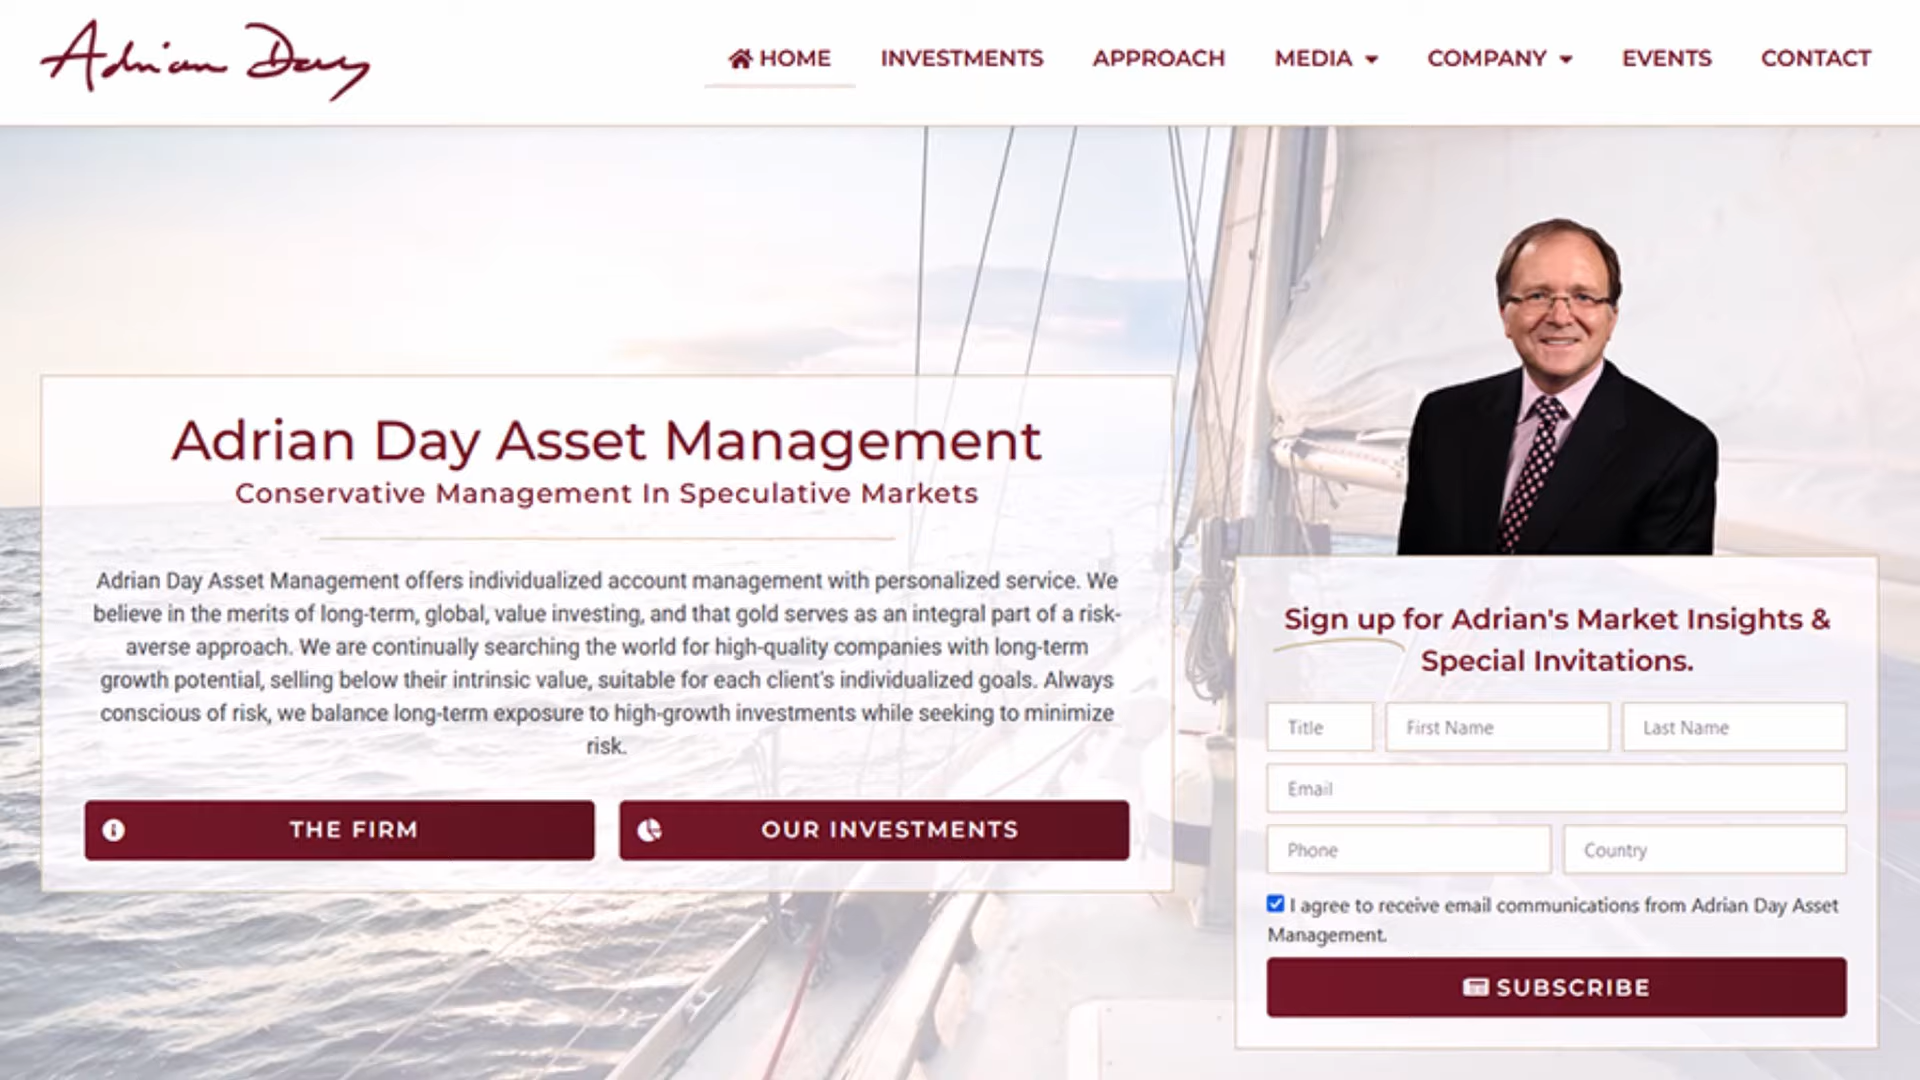 Adrian Day
HOME
INVESTMENTS
APPROACH
MEDIA
COMPANY
EVENTS
CONTACT
Adrian Day Asset Management
Conservative Management In Speculative Markets
Adrian Day Asset Management offers individualized account management with personalized service. We
believe in the merits of long-term, global, value investing, and that gold serves as an integral part of a risk-
averse approach. We are continually searching the world for high-quality companies with long-term
growth potential, selling below their intrinsic value, suitable for each client's individualized goals. Always
conscious of risk, we balance long-term exposure to high-growth investments while seeking to minimize
risk.
THE FIRM
OUR INVESTMENTS
Sign up for Adrian's Market Insights &
Special Invitations.
Title
First Name
Last Name
Email
Phone
Country
I agree to receive email communications from Adrian Day Asset
Management.
SUBSCRIBE